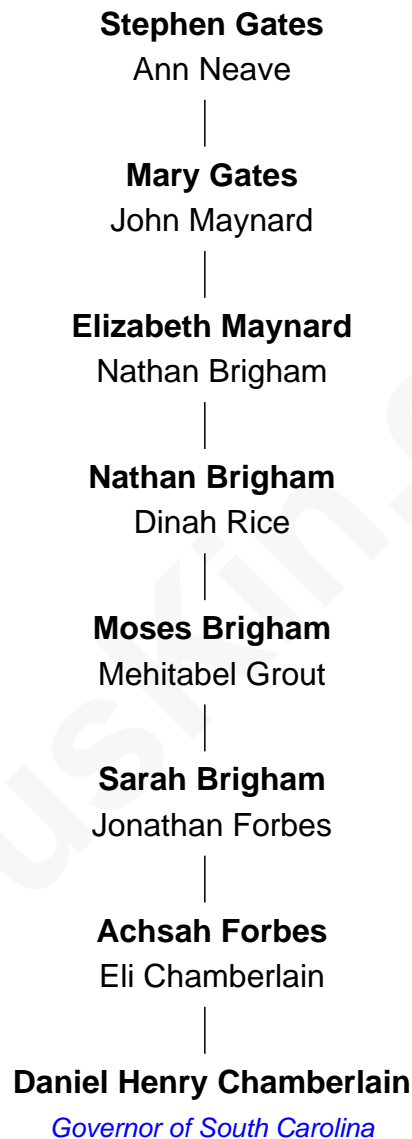 Stephen Gates
Ann Neave
Mary Gates
John Maynard
Elizabeth Maynard
Nathan Brigham
Nathan Brigham
Dinah Rice
Moses Brigham
Mehitabel Grout
Sarah Brigham
Jonathan Forbes
Achsah Forbes
Eli Chamberlain
Daniel Henry Chamberlain
Governor of South Carolina